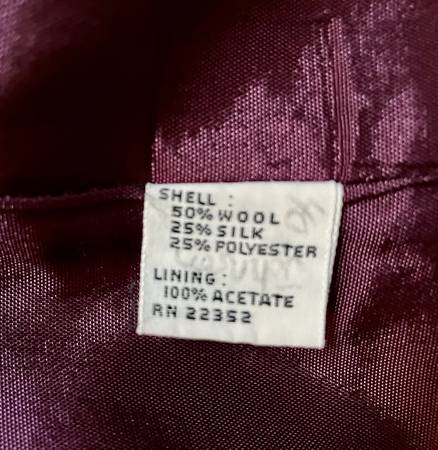 SHELL :
50% WOOL
25% SILK
25% POLYESTER
LINING :
100% ACETATE
RN 22352